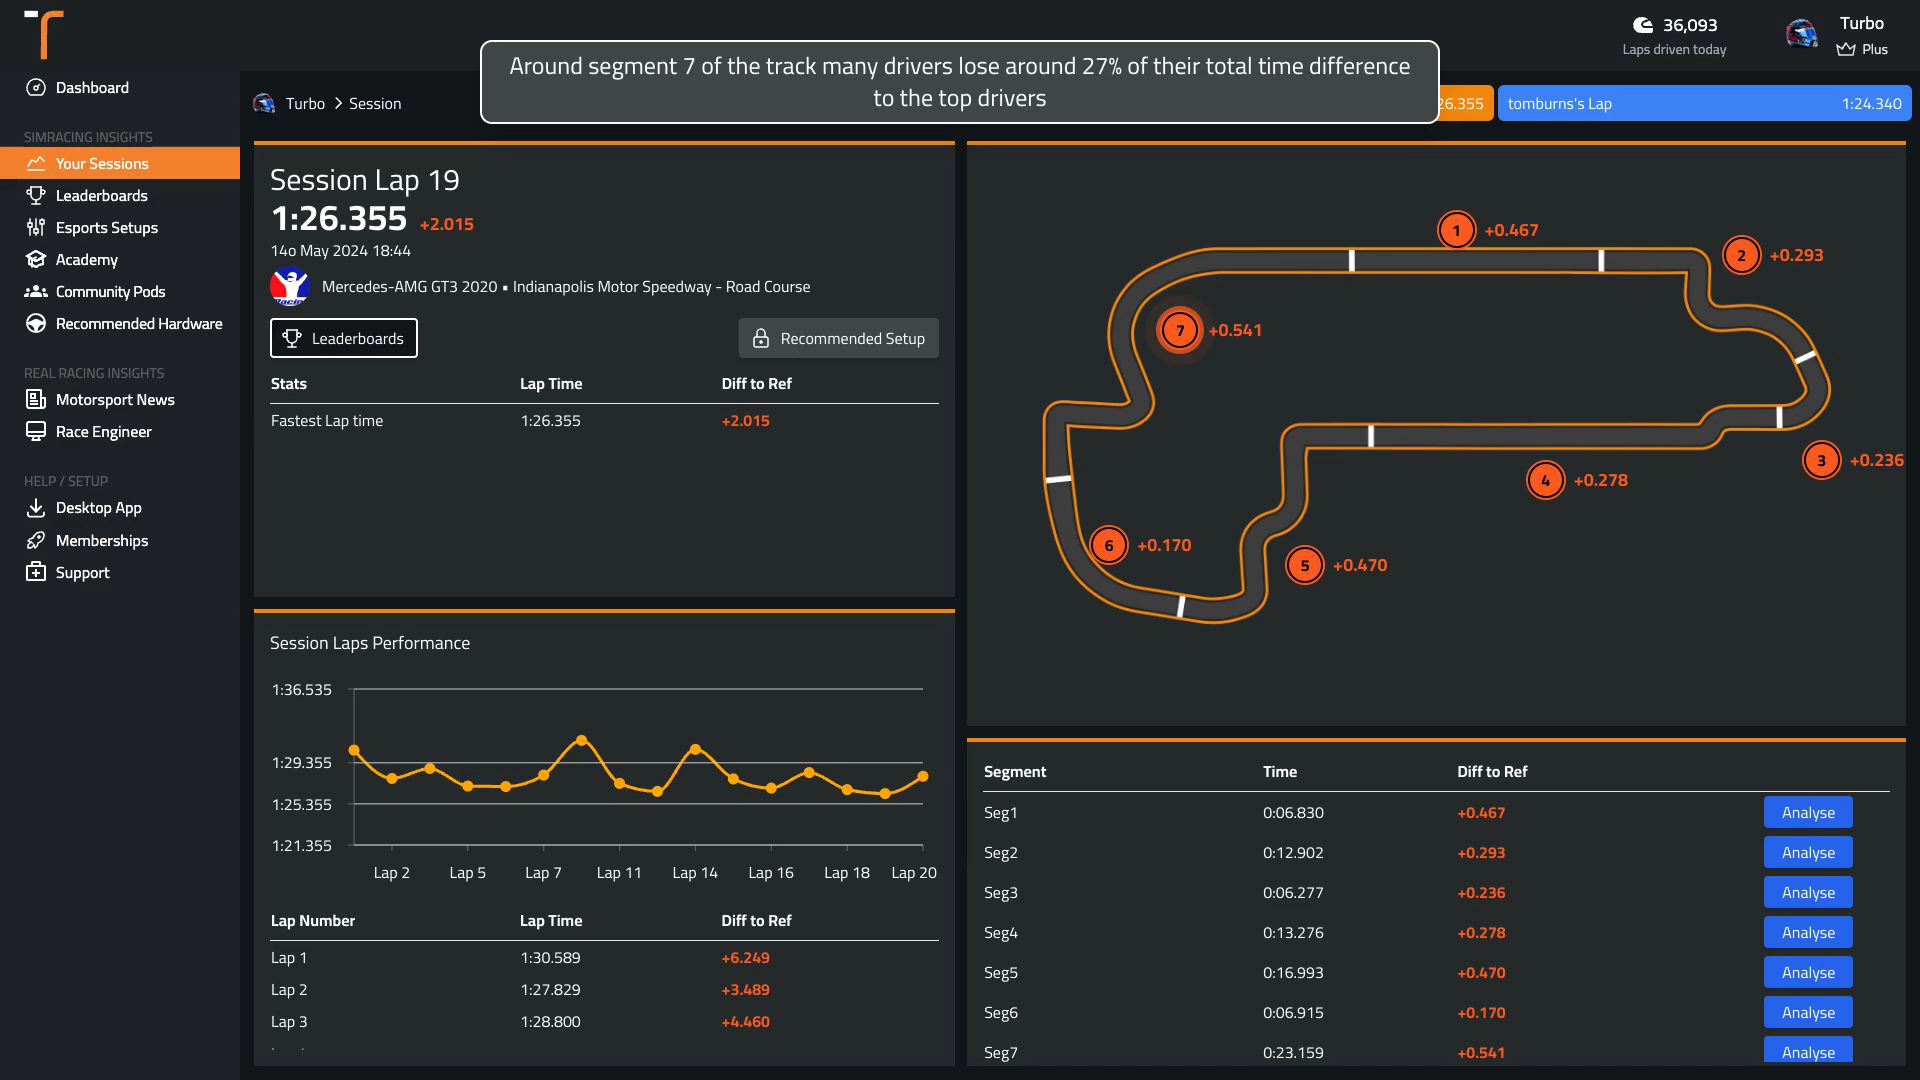 36,093
Laps driven today
Turbo
Plus
Around segment 7 of the track many drivers lose around 27% of their total time difference
to the top drivers
Dashboard
SIMRACING INSIGHTS
Your Sessions
Leaderboards
Esports Setups
Academy
Community Pods
Recommended Hardware
REAL RACING INSIGHTS
Motorsport News
Race Engineer
HELP / SETUP
Desktop App
Memberships
Support
Turbo > Session
26.355
tomburns's Lap 1:24.340
Session Lap 19
1:26.355 +2.015
14o May 2024 18:44
Mercedes-AMG GT3 2020 • Indianapolis Motor Speedway - Road Course
Leaderboards
Recommended Setup
Stats Lap Time Diff to Ref
Fastest Lap time 1:26.355 +2.015
1 +0.467
2 +0.293
7 +0.541
3 +0.236
4 +0.278
6 +0.170
5 +0.470
Session Laps Performance
1:36.535
1:29.355
1:25.355
1:21.355
Lap 2 Lap 5 Lap 7 Lap 11 Lap 14 Lap 16 Lap 18 Lap 20
Lap Number Lap Time Diff to Ref
Lap 1 1:30.589 +6.249
Lap 2 1:27.829 +3.489
Lap 3 1:28.800 +4.460
Segment Time Diff to Ref
Seg1 0:06.830 +0.467 Analyse
Seg2 0:12.902 +0.293 Analyse
Seg3 0:06.277 +0.236 Analyse
Seg4 0:13.276 +0.278 Analyse
Seg5 0:16.993 +0.470 Analyse
Seg6 0:06.915 +0.170 Analyse
Seg7 0:23.159 +0.541 Analyse